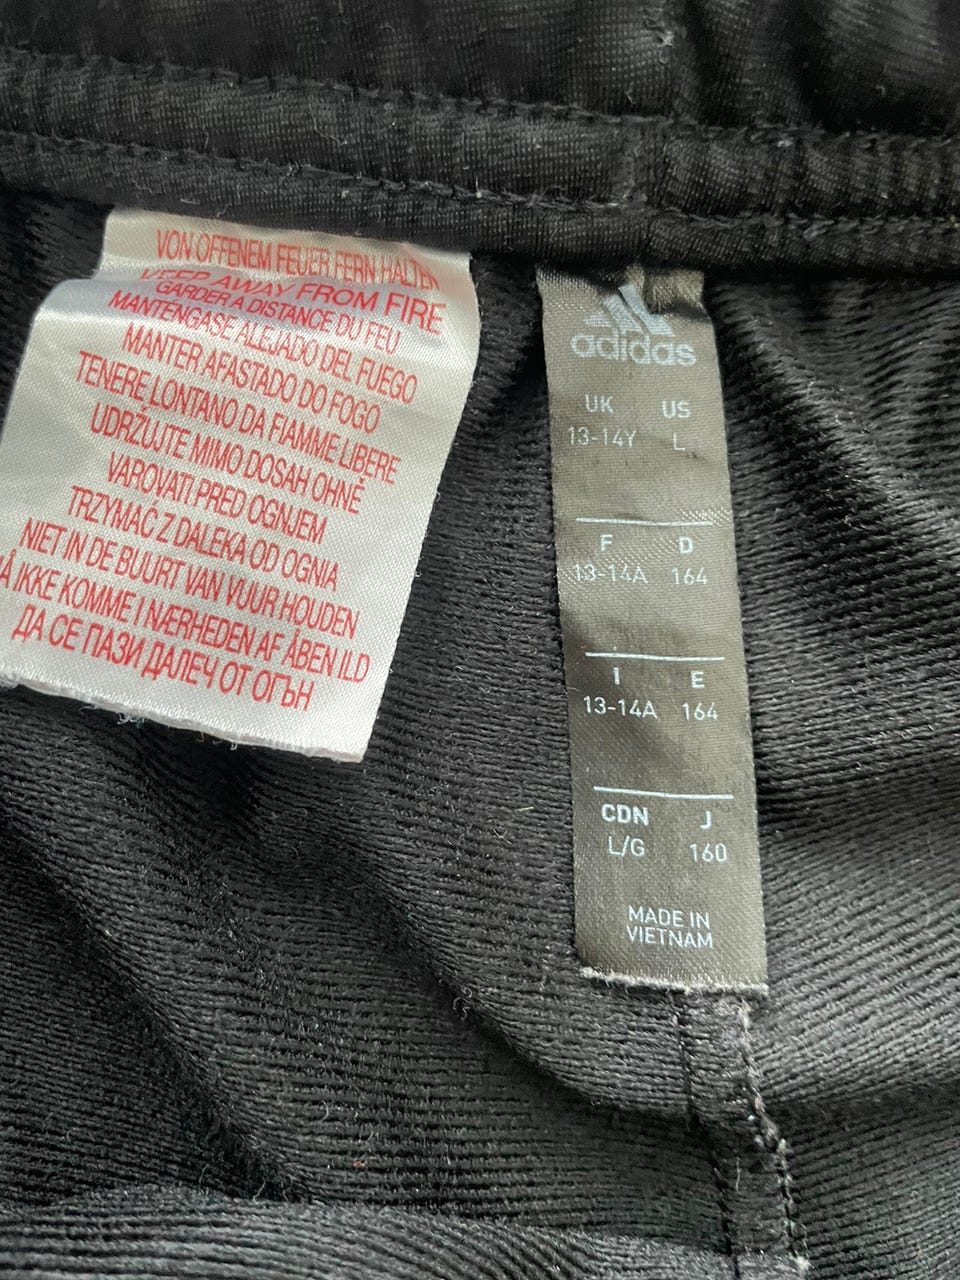 VON OFFENEM FEUER FERN HALTEN
KEEP AWAY FROM FIRE
GARDER A DISTANCE DU FEU
MANTÉNGASE ALEJADO DEL FUEGO
MANTER AFASTADO DO FOGO
TENERE LONTANO DA FIAMME LIBERE
UDRŽUJTE MIMO DOSAH OHNĚ
VAROVATI PRED OGNJEM
TRZYMAĆ Z DALEKA OD OGNIA
NIET IN DE BUURT VAN VUUR HOUDEN
IKKE KOMME I NÆRHEDEN AF ÅBEN ILD
ДА СЕ ПАЗИ ДАЛЕЧ ОТ ОГЪН
adidas
UK US
13-14Y L
F D
13-14A 164
I E
13-14A 164
CDN J
L/G 160
MADE IN
VIETNAM